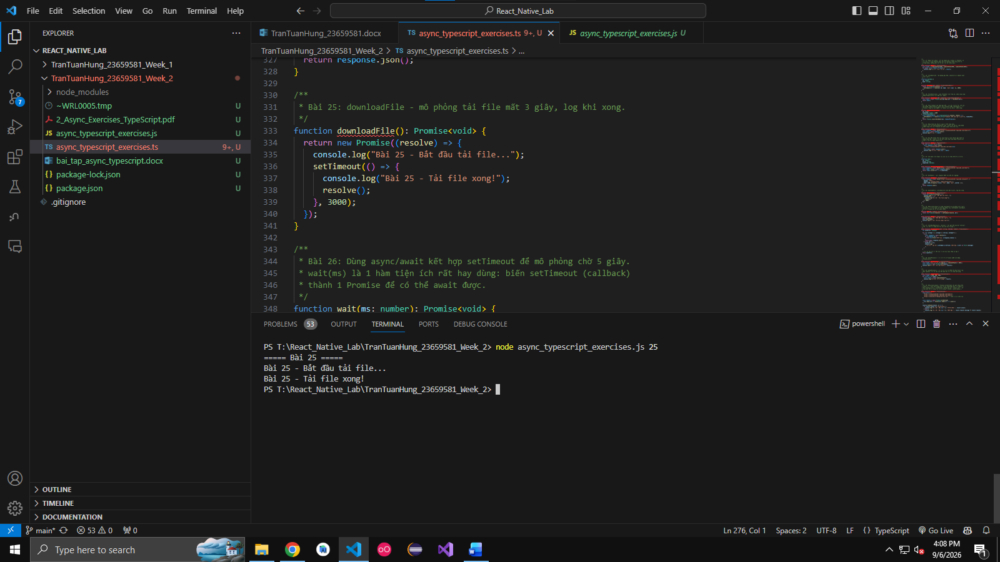 File Edit Selection View Go Run Terminal Help
React_Native_Lab
EXPLORER
REACT_NATIVE_LAB
TranTuanHung_23659581_Week_1
TranTuanHung_23659581_Week_2
node_modules
~WRL0005.tmp U
2_Async_Exercises_TypeScript.pdf U
JS async_typescript_exercises.js U
TS async_typescript_exercises.ts 9+, U
bai_tap_async_typescript.docx U
{} package-lock.json U
{} package.json U
.gitignore
7
OUTLINE
TIMELINE
DOCUMENTATION
TranTuanHung_23659581.docx
TS async_typescript_exercises.ts 9+, U
JS async_typescript_exercises.js U
TranTuanHung_23659581_Week_2 > TS async_typescript_exercises.ts > ...
327 return response.json();
328 }
329
330 /**
331 * Bài 25: downloadFile - mô phỏng tải file mất 3 giây, log khi xong.
332 */
333 function downloadFile(): Promise<void> {
334 return new Promise((resolve) => {
335 console.log("Bài 25 - Bắt đầu tải file...");
336 setTimeout(() => {
337 console.log("Bài 25 - Tải file xong!");
338 resolve();
339 }, 3000);
340 });
341 }
342
343 /**
344 * Bài 26: Dùng async/await kết hợp setTimeout để mô phỏng chờ 5 giây.
345 * wait(ms) là 1 hàm tiện ích rất hay dùng: biến setTimeout (callback)
346 * thành 1 Promise để có thể await được.
347 */
348 function wait(ms: number): Promise<void> {
PROBLEMS 53 OUTPUT TERMINAL PORTS DEBUG CONSOLE
powershell
PS T:\React_Native_Lab\TranTuanHung_23659581_Week_2> node async_typescript_exercises.js 25
===== Bài 25 =====
Bài 25 - Bắt đầu tải file...
Bài 25 - Tải file xong!
PS T:\React_Native_Lab\TranTuanHung_23659581_Week_2>
main* 53 0 0
Ln 276, Col 1 Spaces: 2 UTF-8 LF {} TypeScript Go Live
Type here to search
4:08 PM
9/6/2026
1